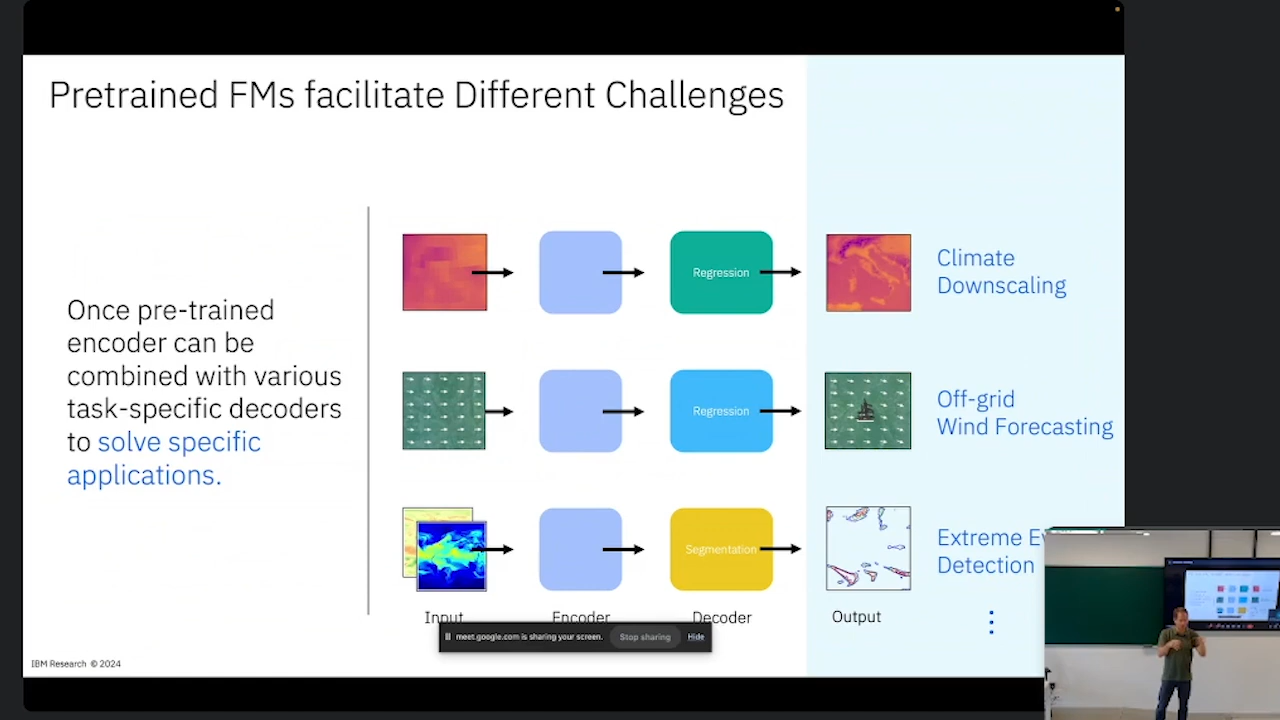 Pretrained FMs facilitate Different Challenges
Once pre-trained
encoder can be
combined with various
task-specific decoders
to solve specific
applications.
Regression
Climate
Downscaling
Regression
Off-grid
Wind Forecasting
Segmentation
Extreme
Detection
Input
Encoder
Decoder
Output
meet.google.com is sharing your screen.
Stop sharing
Hide
IBM Research © 2024